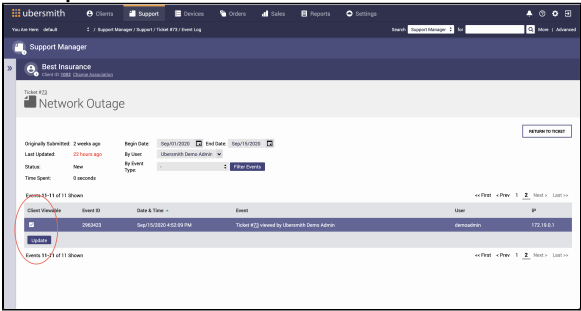 ubersmith Clients Support Devices Orders Sales Reports Settings
You Are Here: default / Support Manager / Support / Ticket #73 / Event Log Search Support Manager for More | Advanced
Support Manager
Best Insurance
Client ID: 1002 Change Association
Ticket #73
Network Outage
RETURN TO TICKET
Originally Submitted: 2 weeks ago Begin Date: Sep/01/2020 End Date Sep/15/2020
Last Updated: 22 hours ago By User: Ubersmith Demo Admin
Status: New By Event Type: - Filter Events
Time Spent: 0 seconds
Events 11-11 of 11 Shown << First < Prev 1 2 Next > Last >>
Client Viewable Event ID Date & Time Event User IP
2963423 Sep/15/2020 4:52:09 PM Ticket #73 viewed by Ubersmith Demo Admin demoadmin 172.19.0.1
Update
Events 11-11 of 11 Shown << First < Prev 1 2 Next > Last >>